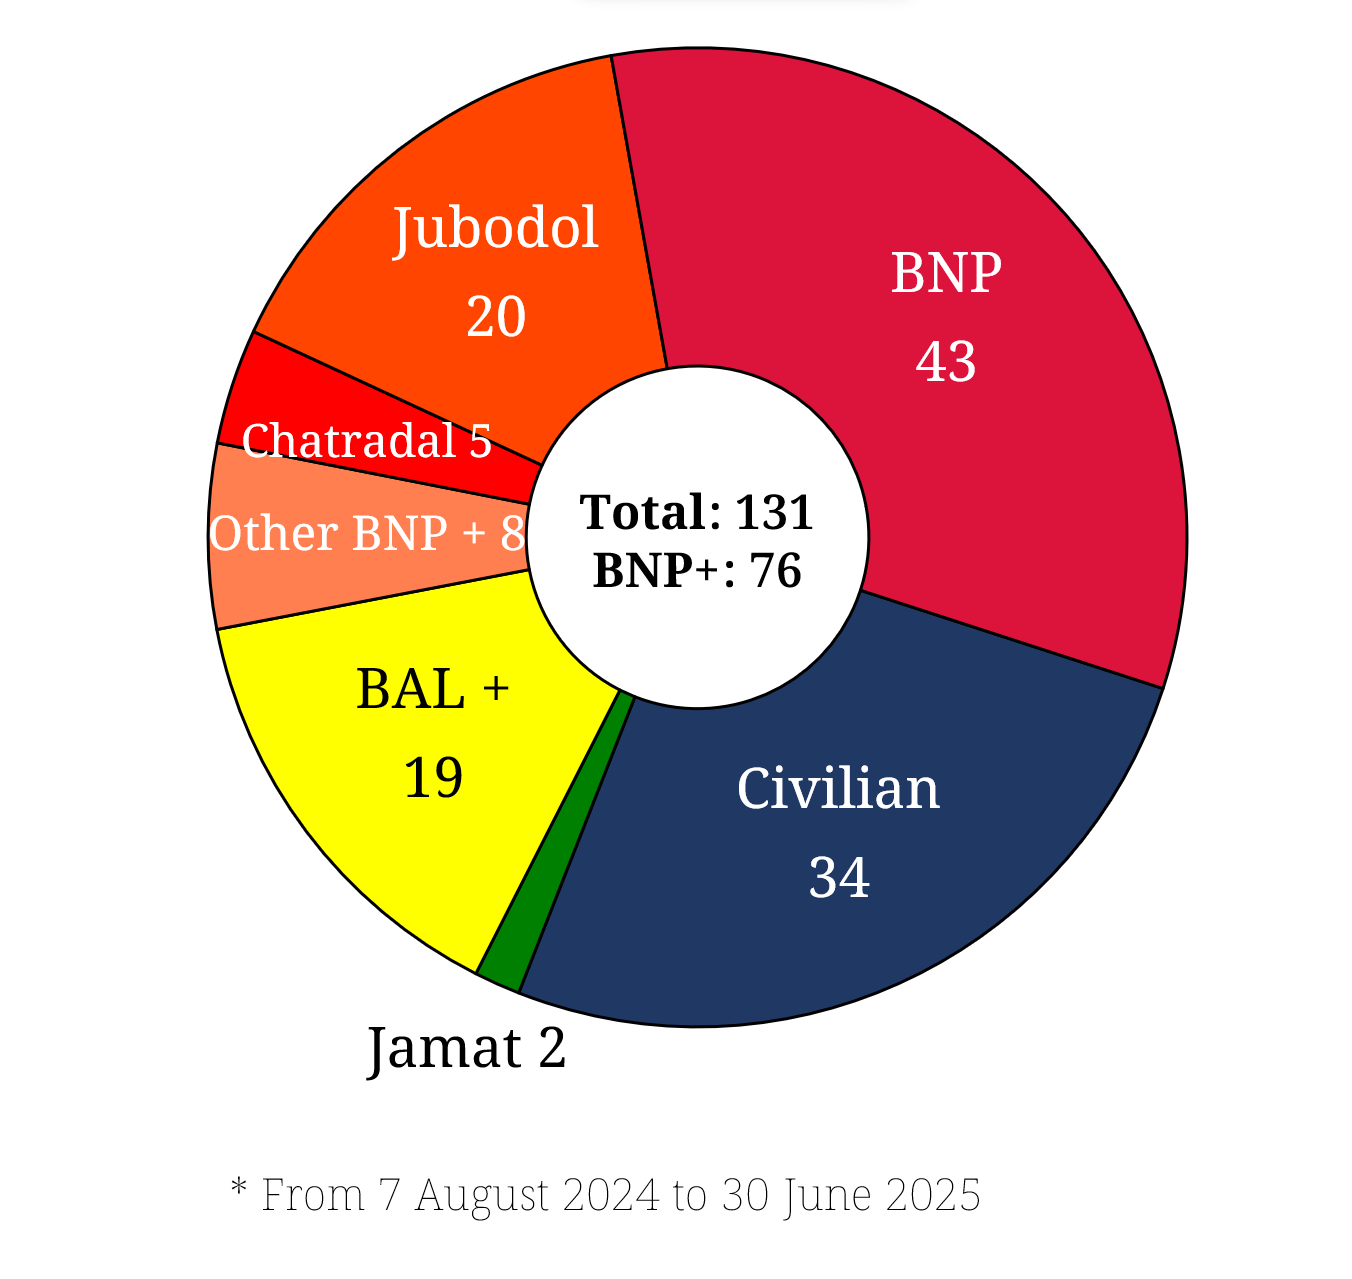 Jubodol
20
BNP
43
Chatradal 5
Other BNP + 8
Total: 131
BNP+: 76
BAL +
19
Civilian
34
Jamat 2
* From 7 August 2024 to 30 June 2025